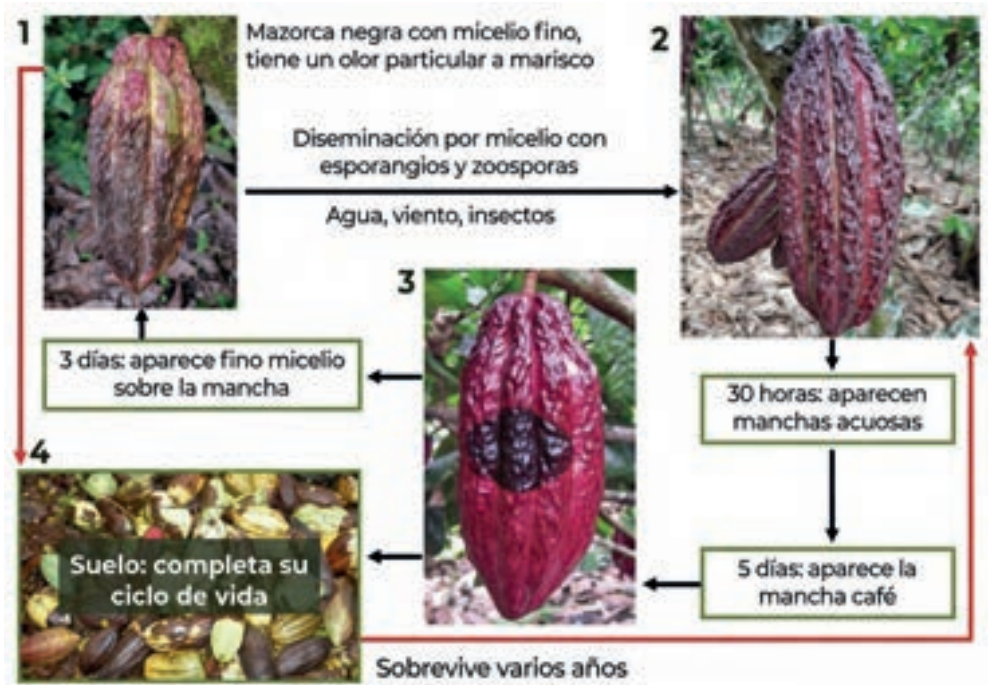 1
Mazorca negra con micelio fino,
tiene un olor particular a marisco
2
Diseminación por micelio con
esporangios y zoosporas
Agua, viento, insectos
3
3 días: aparece fino micelio
sobre la mancha
30 horas: aparecen
manchas acuosas
4
Suelo: completa su
ciclo de vida
5 días: aparece la
mancha café
Sobrevive varios años